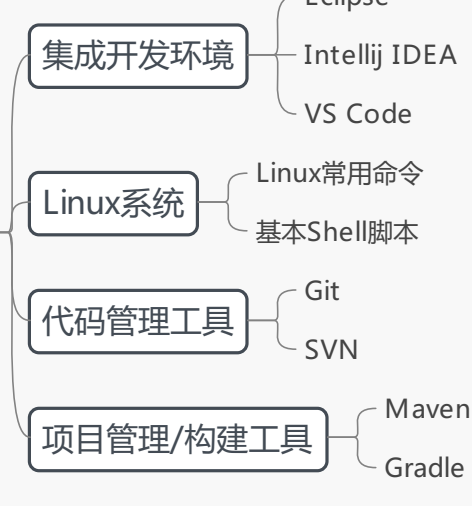 Eclipse
集成开发环境
Intellij IDEA
VS Code
Linux系统
Linux常用命令
基本Shell脚本
代码管理工具
Git
SVN
项目管理/构建工具
Maven
Gradle